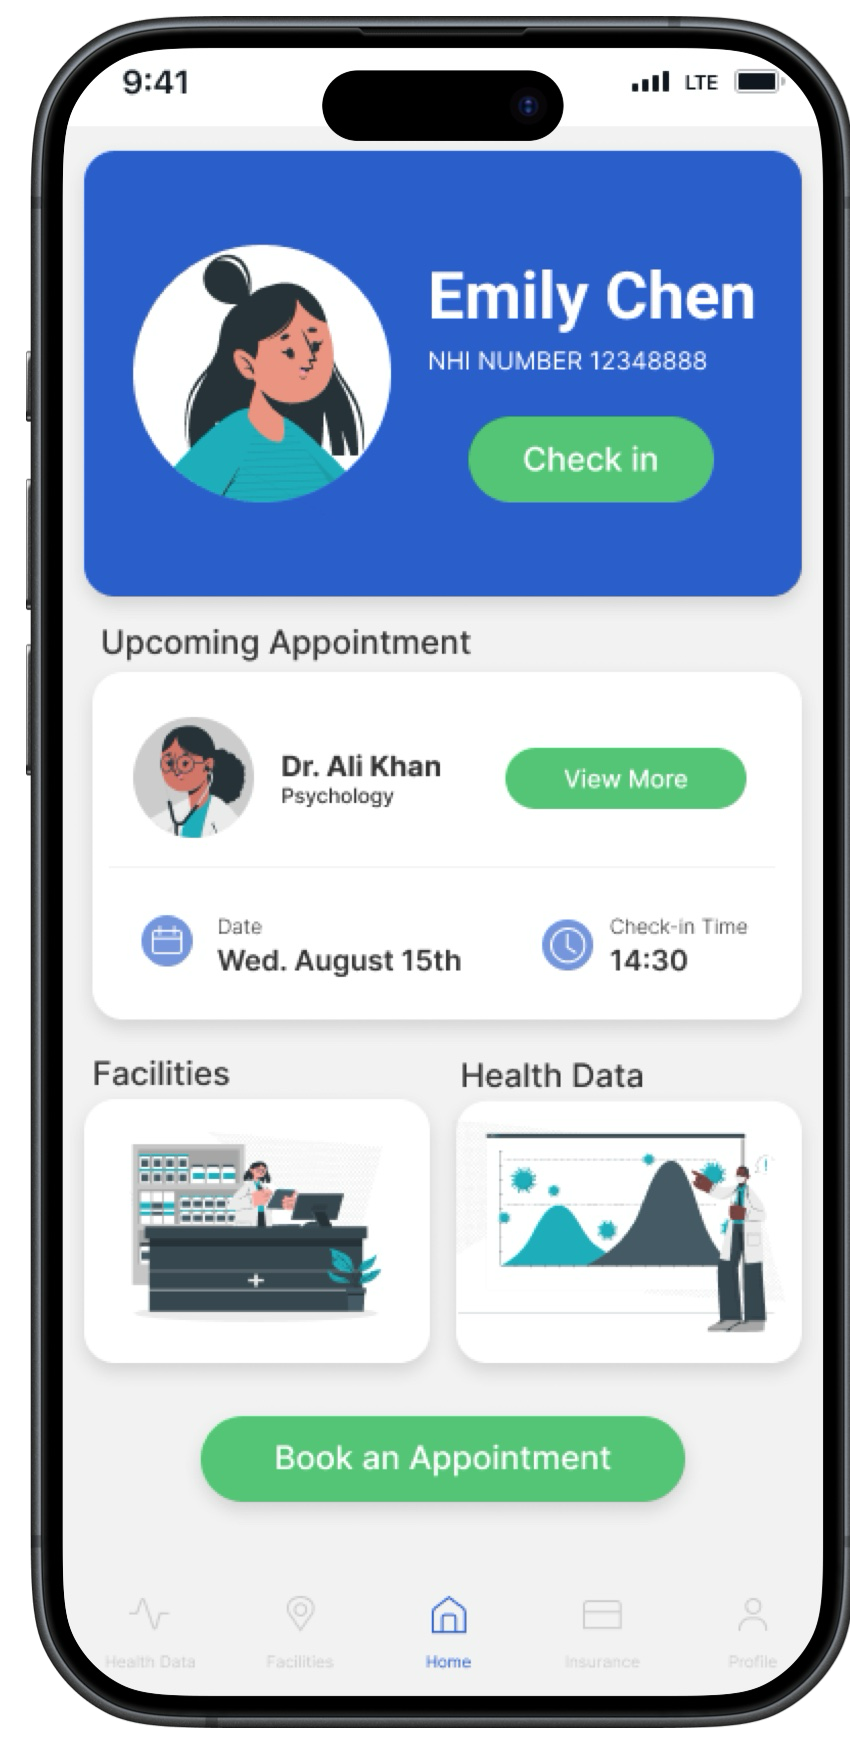 9:41
LTE
Emily Chen
NHI NUMBER 12348888
Check in
Upcoming Appointment
Dr. Ali Khan
Psychology
View More
Date
Wed. August 15th
Check-in Time
14:30
Facilities
Health Data
Book an Appointment
Health Data
Facilities
Home
Insurance
Profile